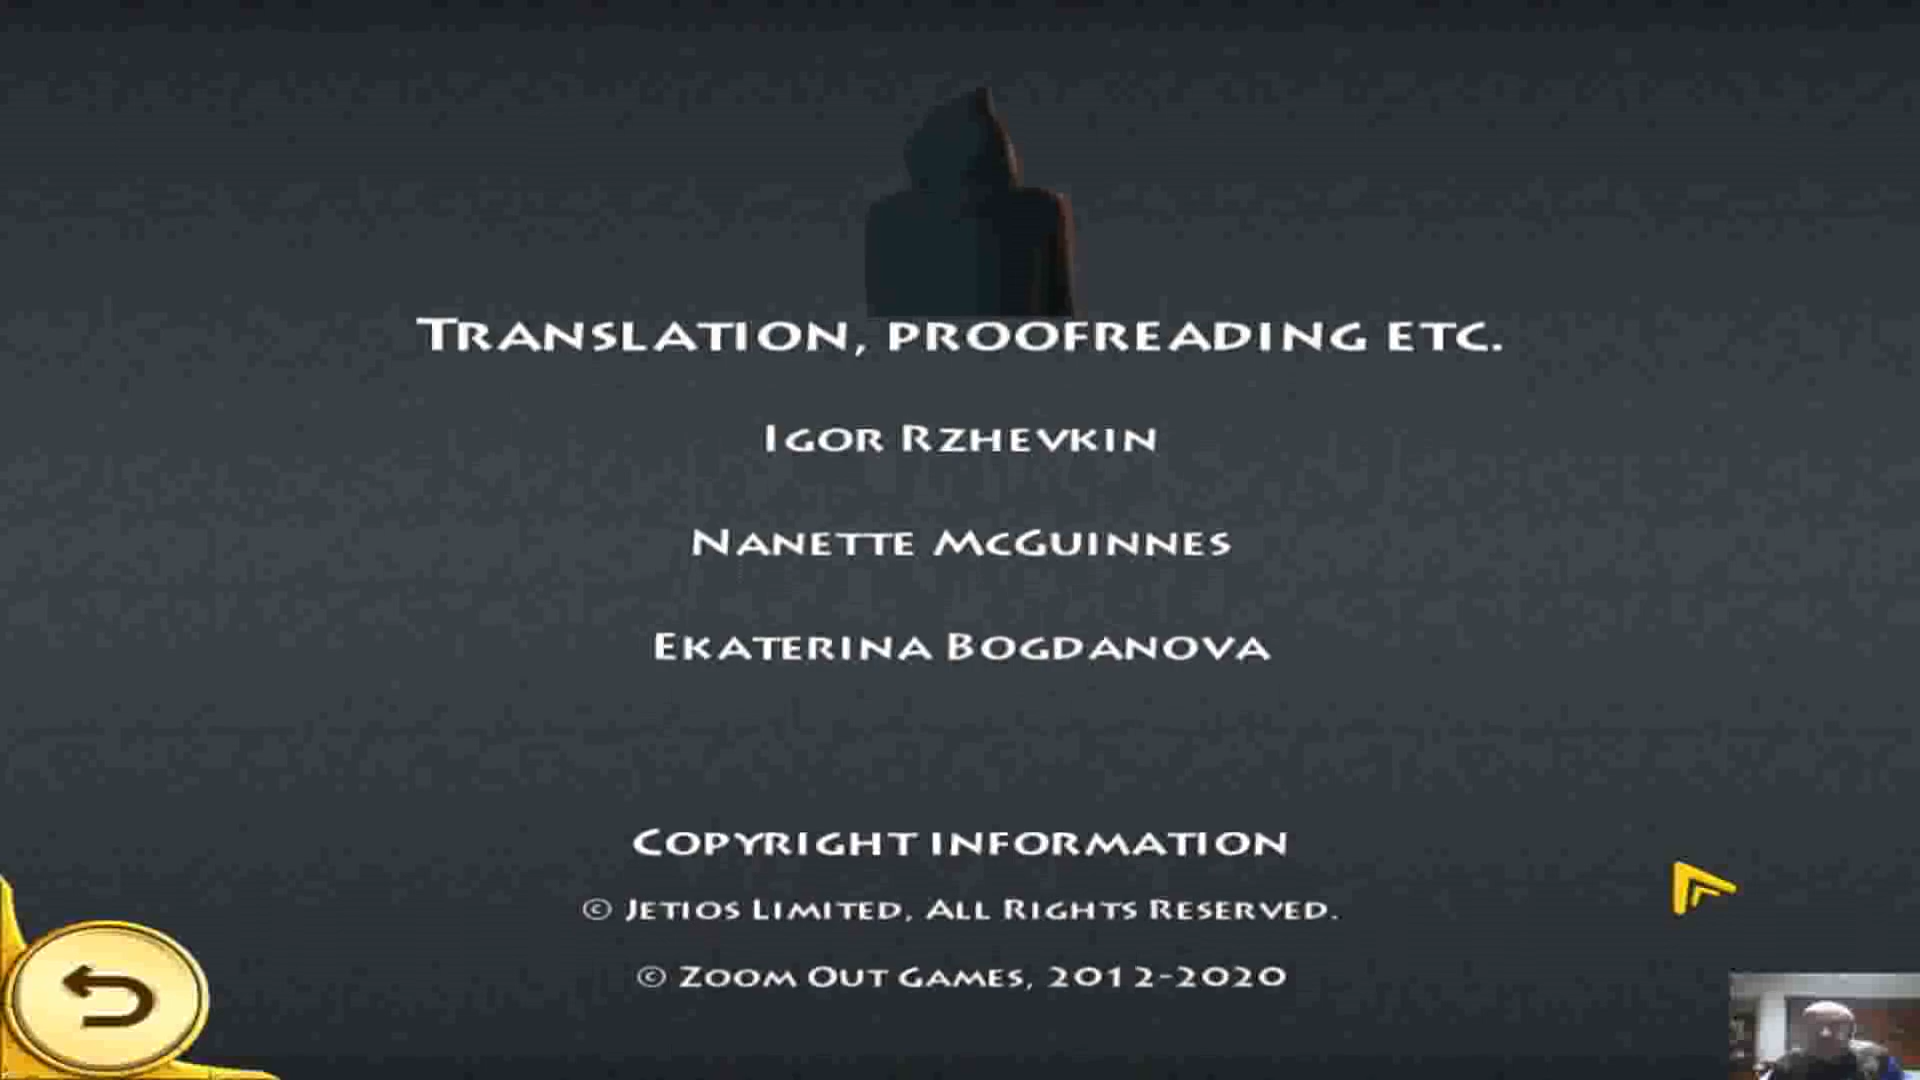 Translation, proofreading etc.
Igor Rzhevkin
Nanette McGuinnes
Ekaterina Bogdanova
Copyright information
© Jetios Limited, All Rights Reserved.
© Zoom Out Games, 2012-2020